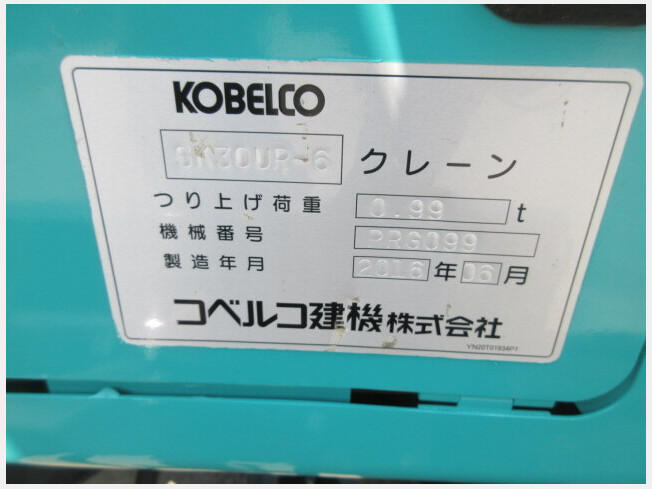 KOBELCO
SK30UR-6 クレーン
つり上げ荷重 0.99 t
機械番号 PRG099
製造年月 2016 年 06 月
コベルコ建機株式会社
YN20T01934P1